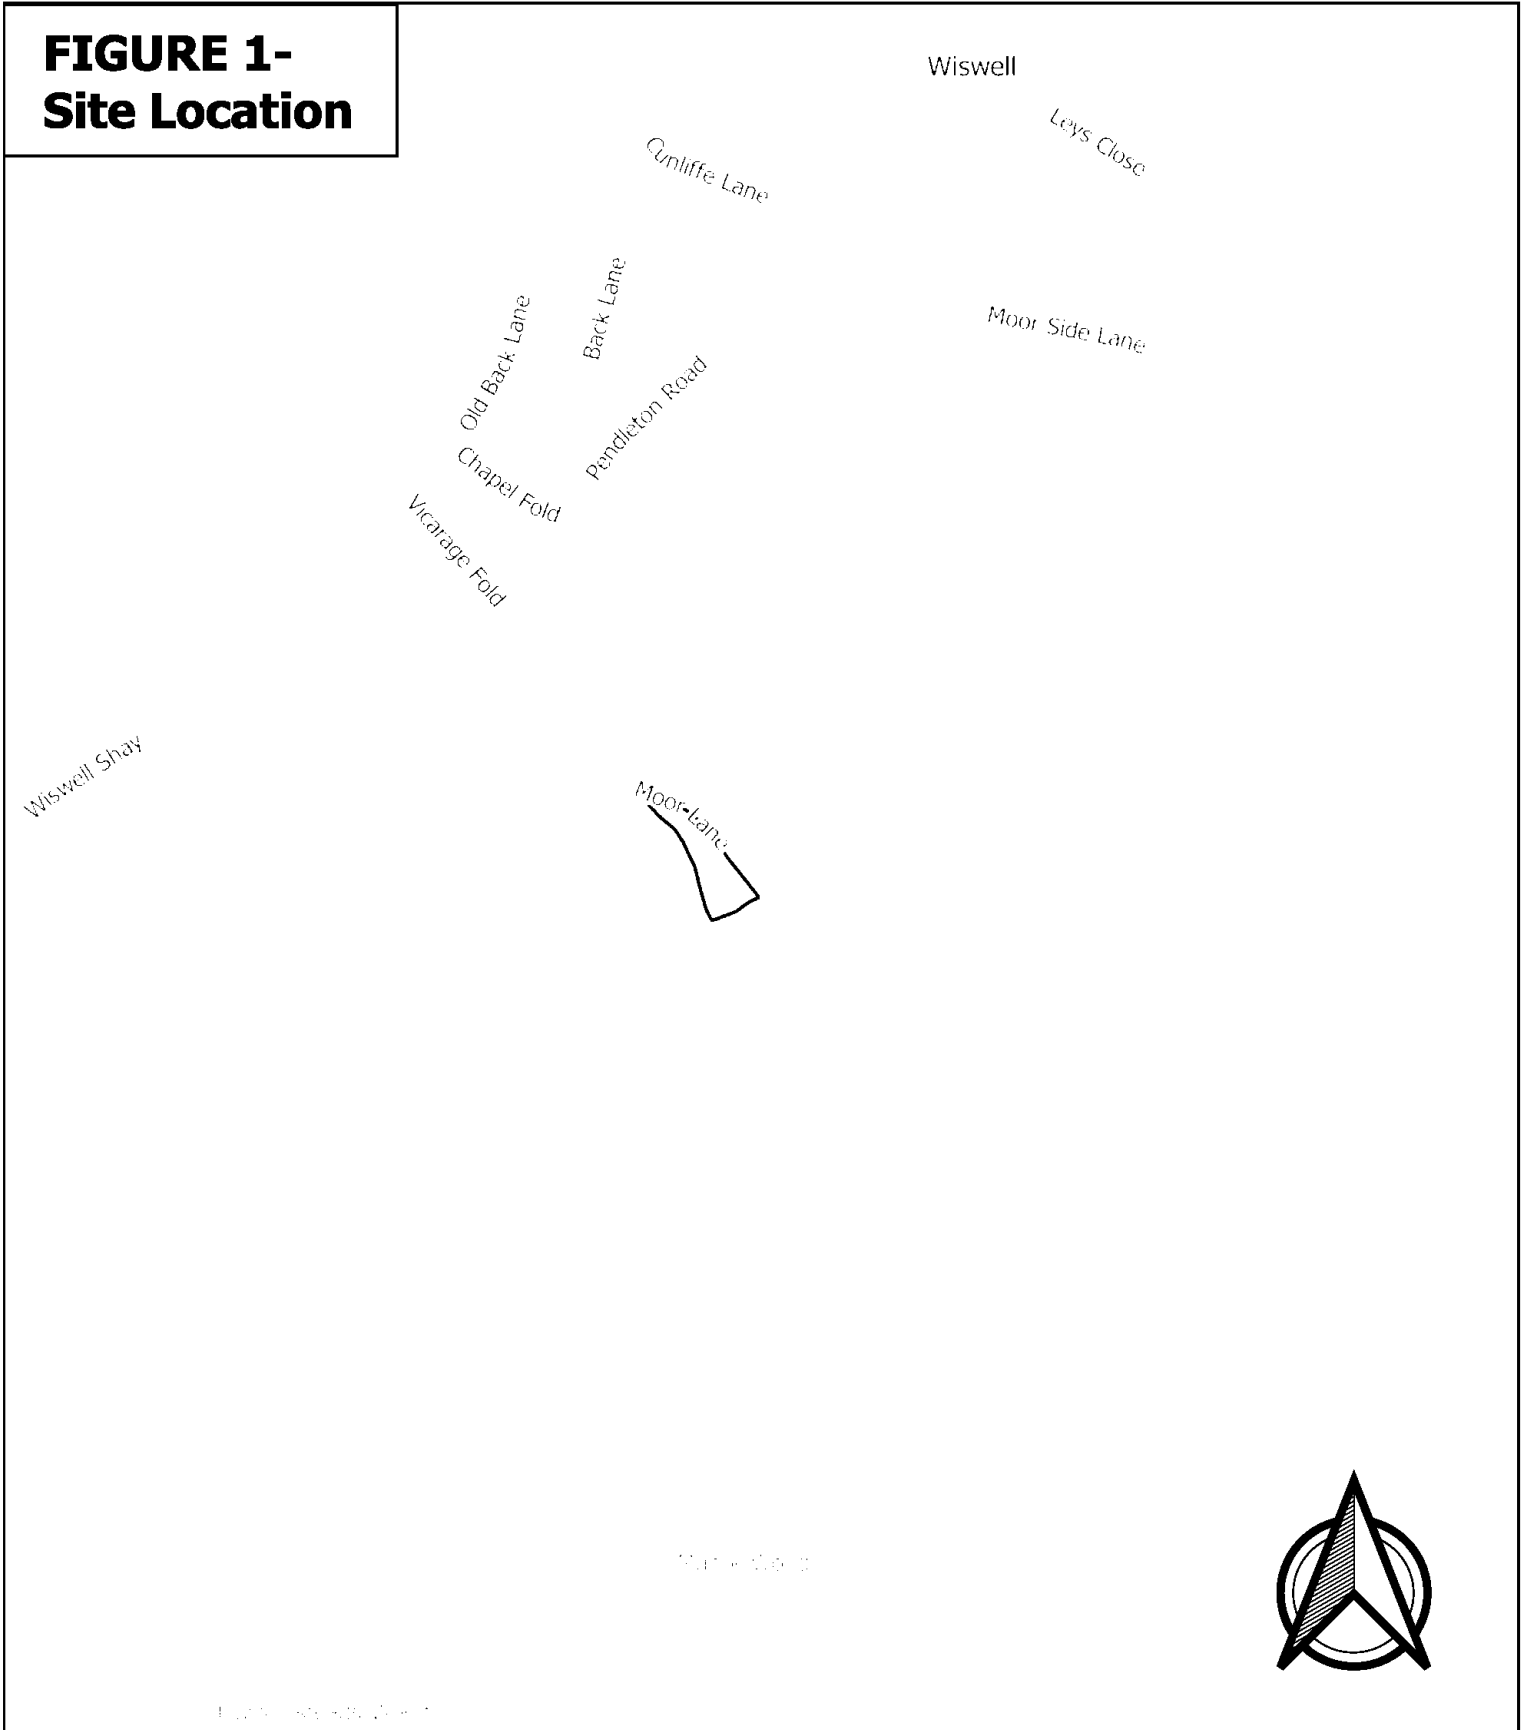 FIGURE 1-
Site Location
Wiswell
Leys Close
Cunliffe Lane
Back Lane
Old Back Lane
Moor Side Lane
Pendleton Road
Chapel Fold
Vicarage Fold
Wiswell Shay
Moor Lane